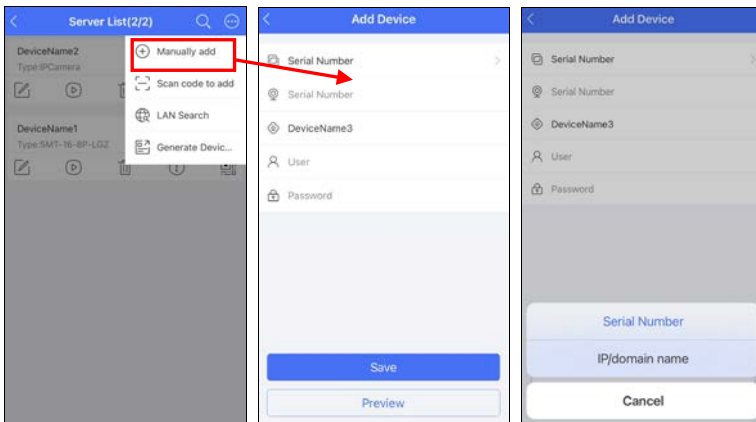 Server List(2/2)
DeviceName2
Type:IPCamera
Manually add
Scan code to add
LAN Search
Generate Devic...
DeviceName1
Type:SMT-16-8P-LG2
Add Device
Serial Number
Serial Number
DeviceName3
User
Password
Save
Preview
Add Device
Serial Number
Serial Number
DeviceName3
User
Password
Serial Number
IP/domain name
Cancel